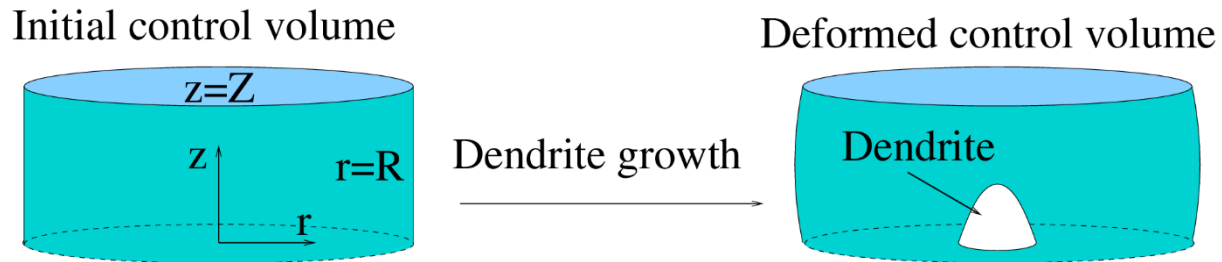 Initial control volume
z=Z
z
r=R
r
Dendrite growth
Deformed control volume
Dendrite